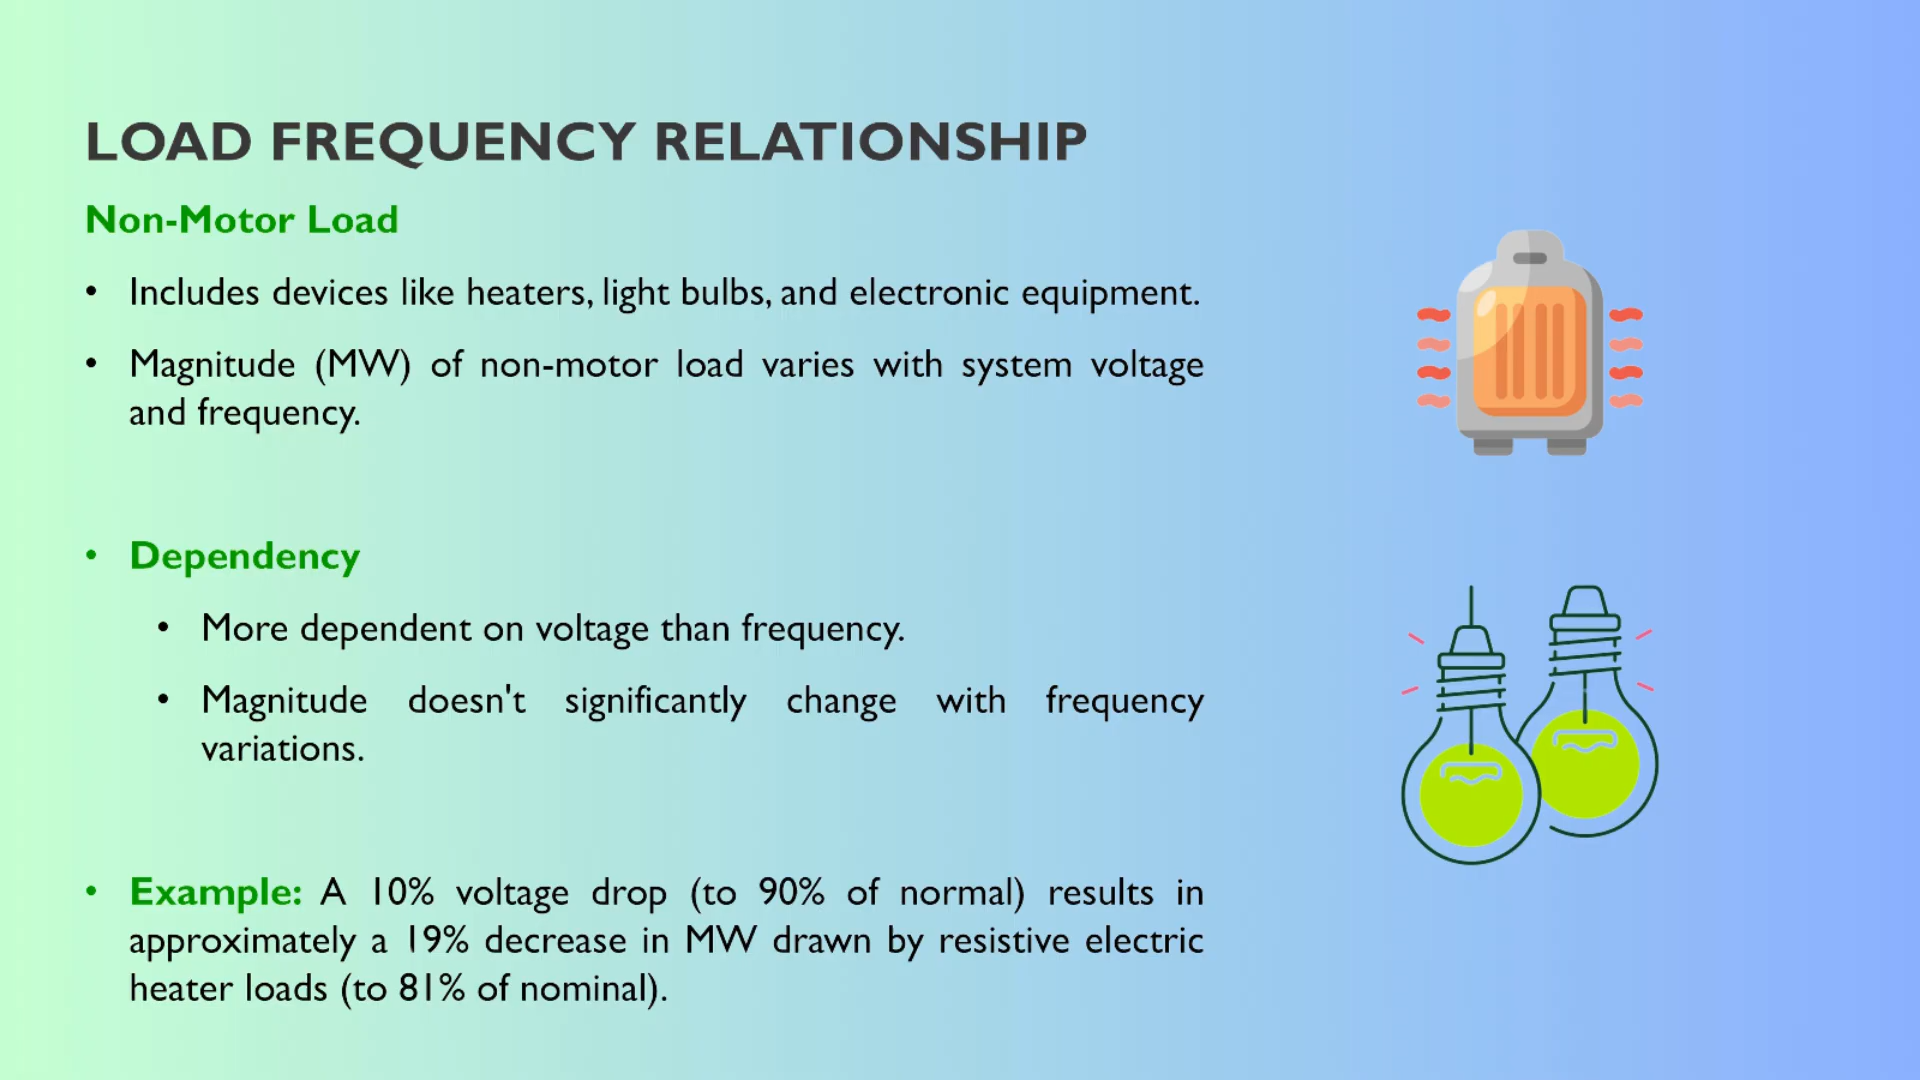 LOAD FREQUENCY RELATIONSHIP
Non-Motor Load
• Includes devices like heaters, light bulbs, and electronic equipment.
• Magnitude (MW) of non-motor load varies with system voltage
and frequency.
• Dependency
• More dependent on voltage than frequency.
• Magnitude doesn't significantly change with frequency
variations.
• Example: A 10% voltage drop (to 90% of normal) results in
approximately a 19% decrease in MW drawn by resistive electric
heater loads (to 81% of nominal).